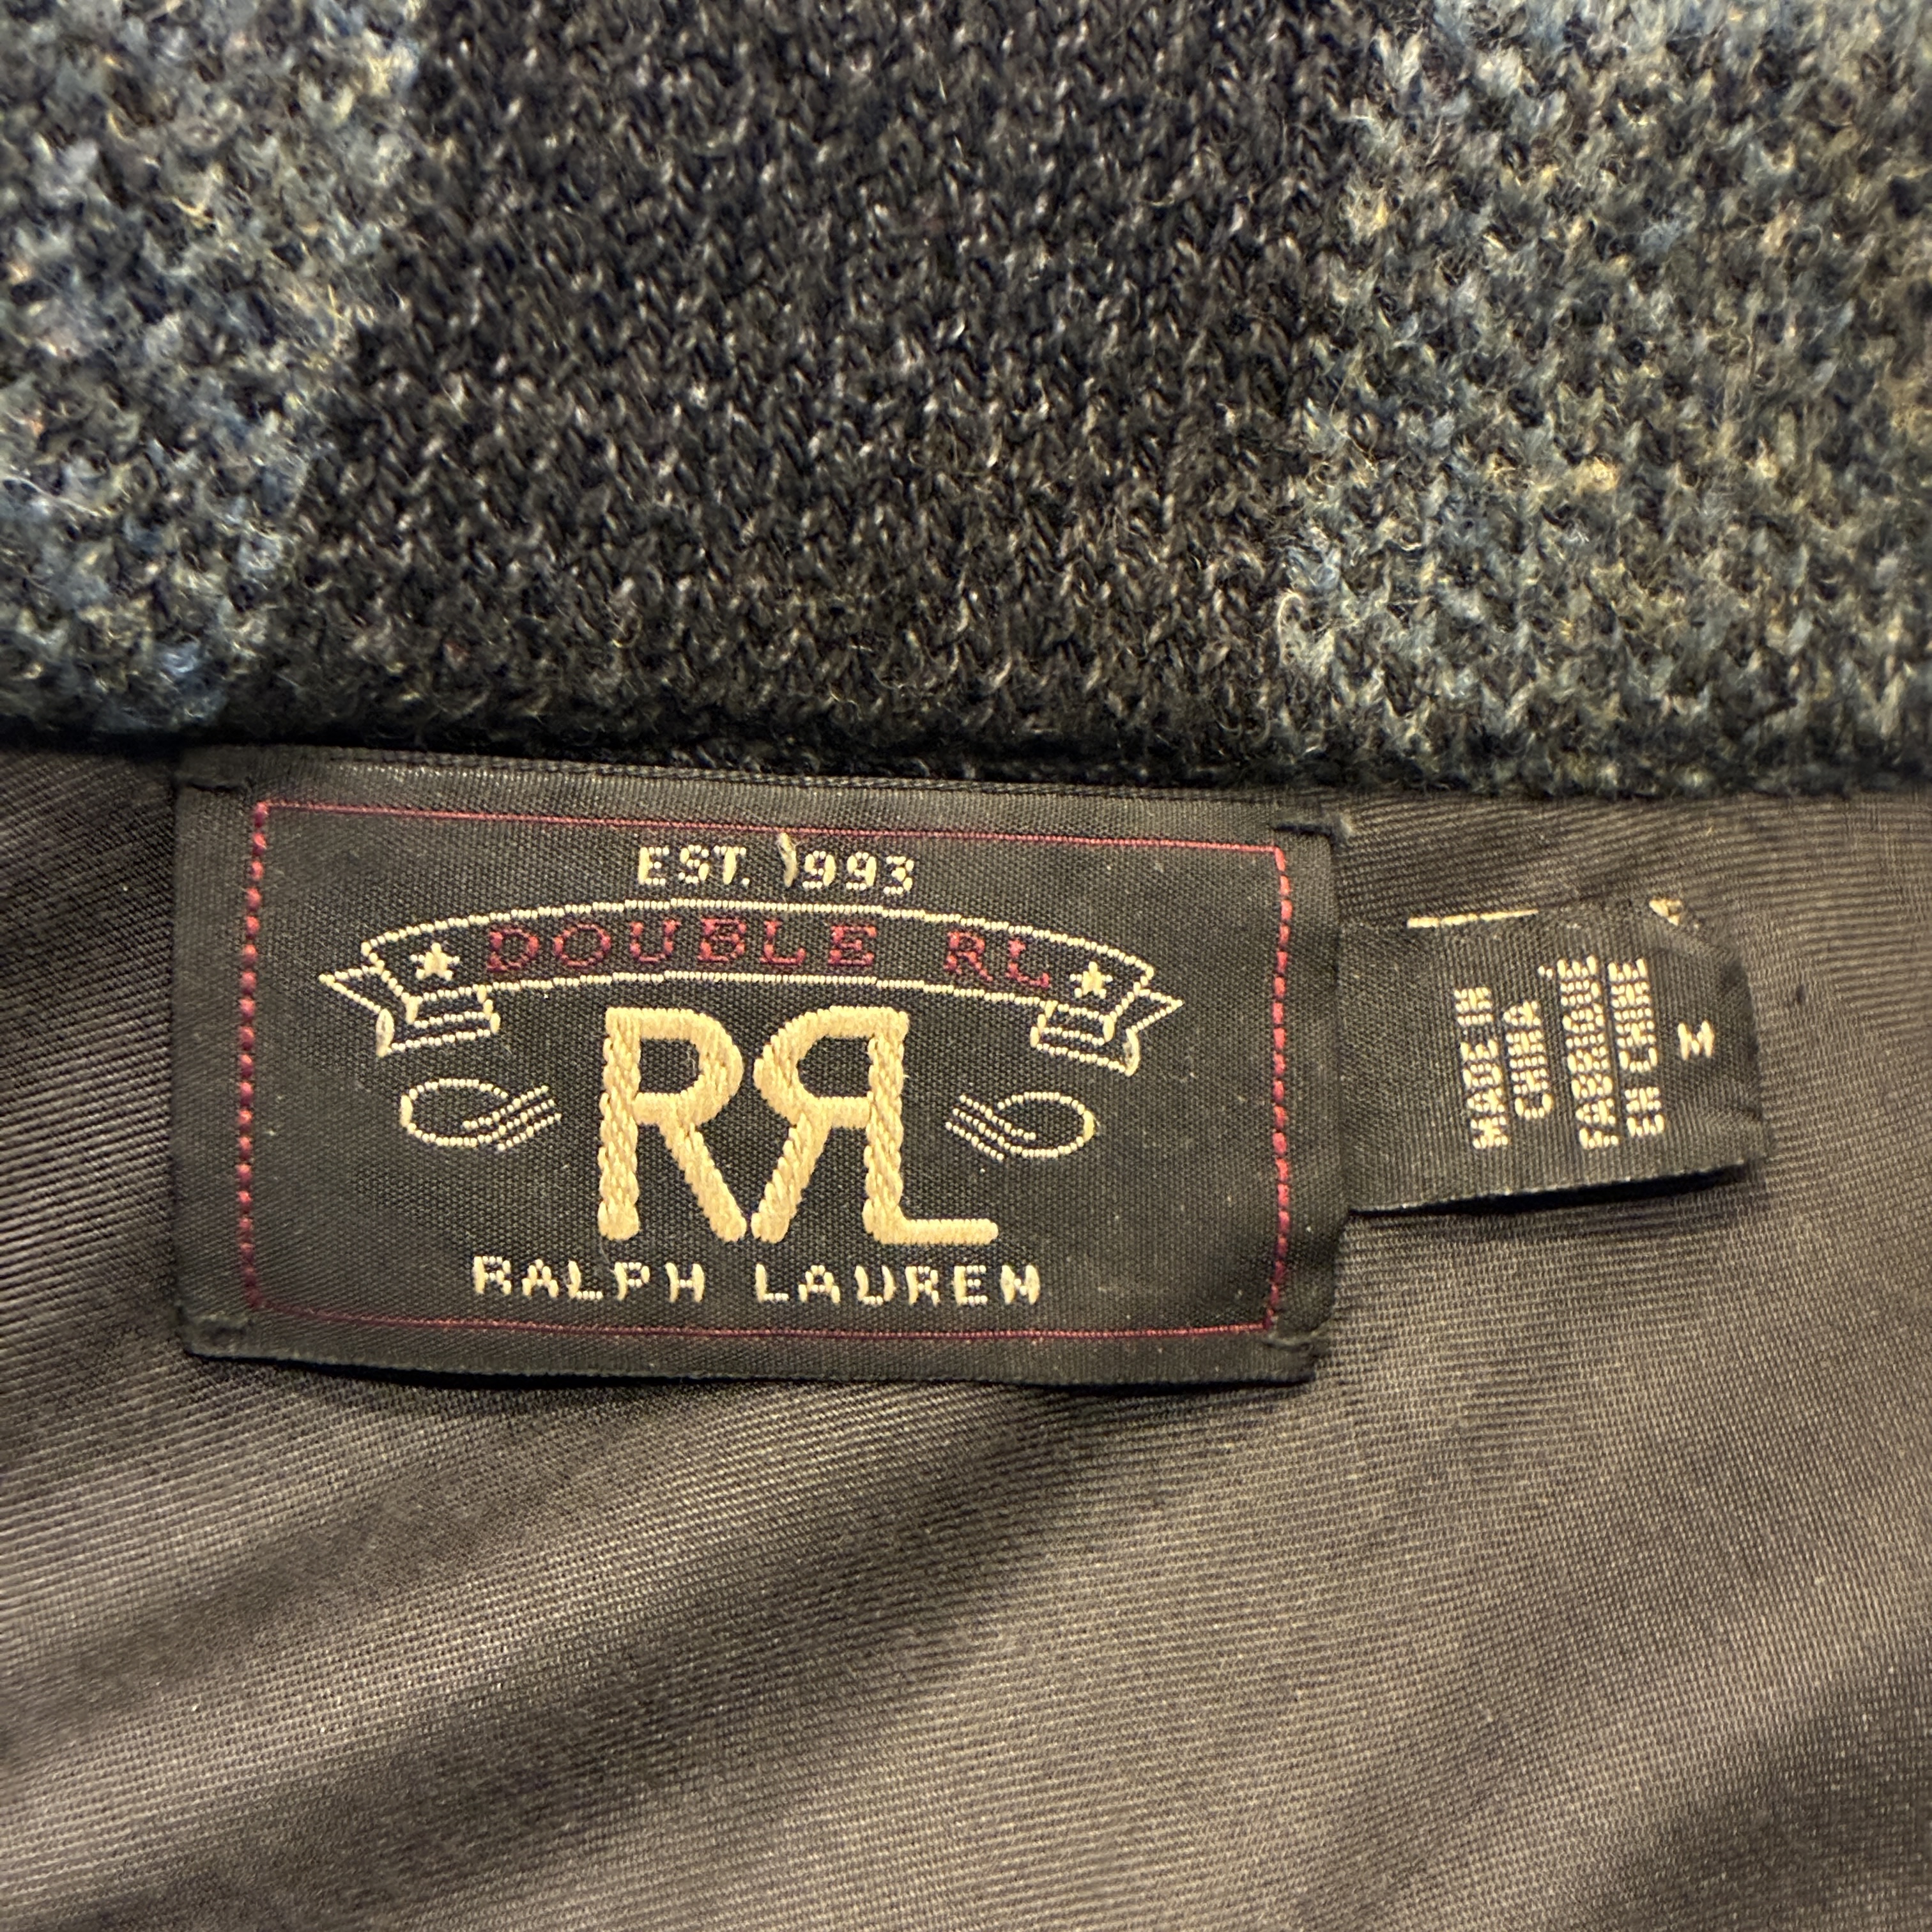 EST. 1993
DOUBLE RL
RRL
RALPH LAUREN
MADE IN
CHINA
FABRIQUE
EN CHINE
M